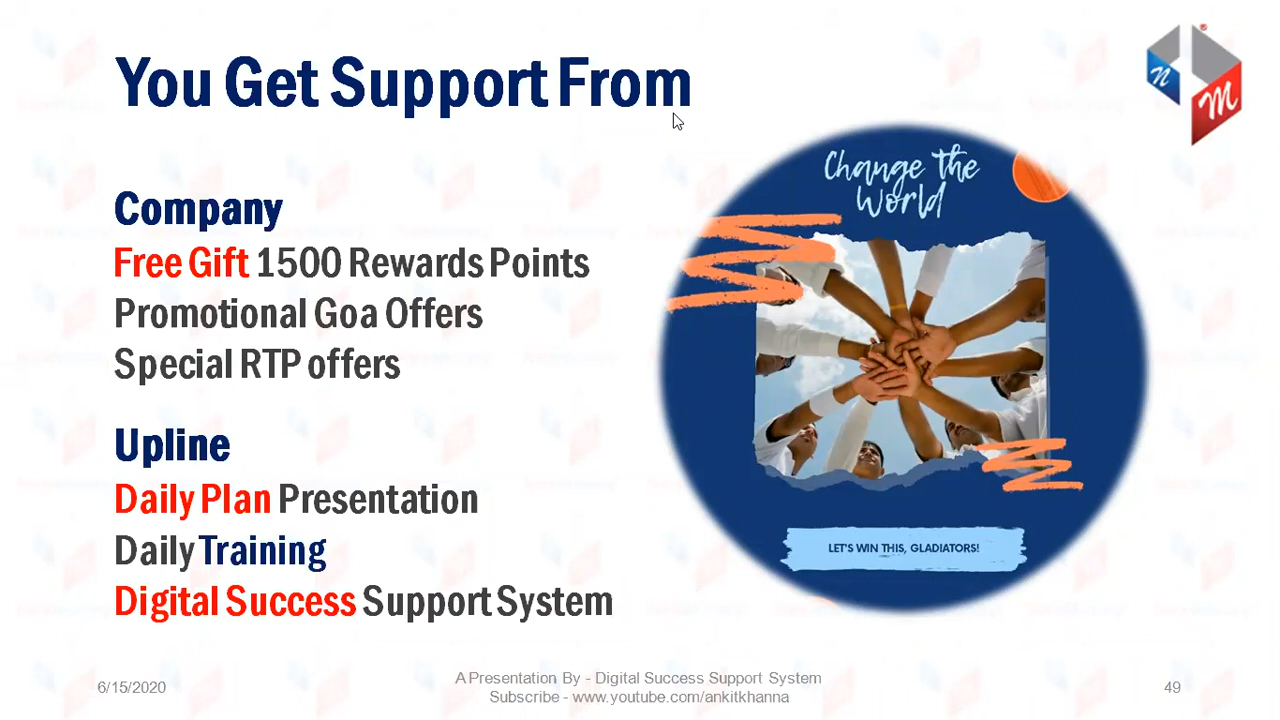 You Get Support From
n
M
Company
Free Gift 1500 Rewards Points
Promotional Goa Offers
Special RTP offers
Upline
Daily Plan Presentation
Daily Training
Digital Success Support System
Change the
World
LET'S WIN THIS, GLADIATORS!
6/15/2020
A Presentation By - Digital Success Support System
Subscribe - www.youtube.com/ankitkhanna
49